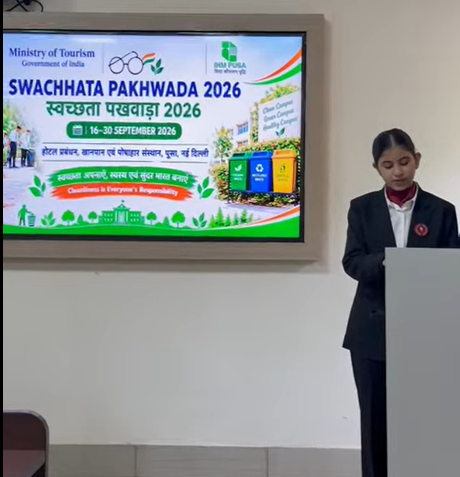 Ministry of Tourism
Government of India
IHM PUSA
SWACHHATA PAKHWADA 2026
स्वच्छता पखवाड़ा 2026
16-30 SEPTEMBER 2026
Clean Campus
Green Campus
Healthy Campus
होटल प्रबंधन, खानपान एवं पोषाहार संस्थान, पूसा, नई दिल्ली
स्वच्छता अपनाएँ, स्वस्थ एवं सुंदर भारत बनाएँ
Cleanliness is Everyone's Responsibility